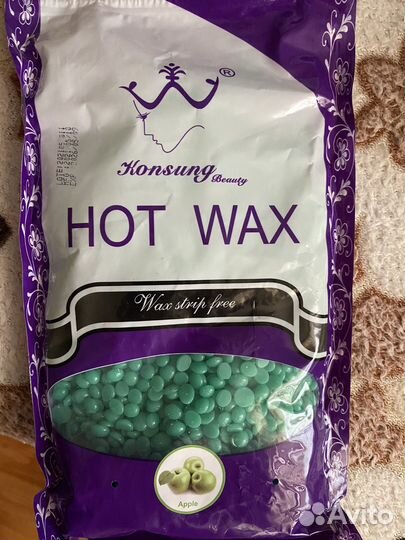 ®
Konsung
Beauty
HOT WAX
Wax strip free
Apple
Avito